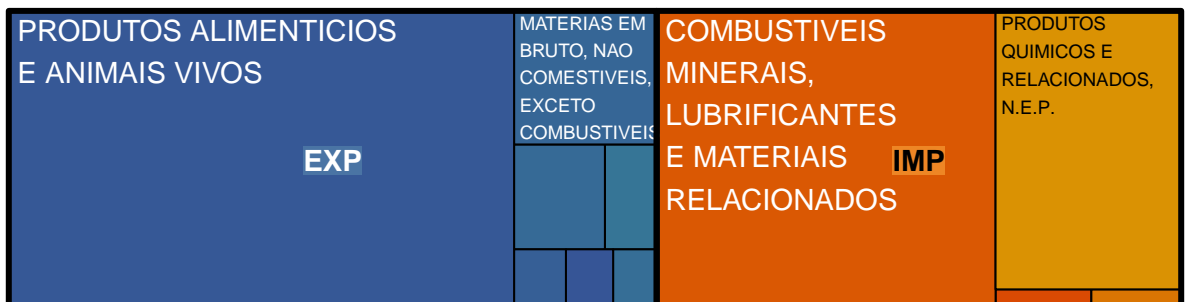 PRODUTOS ALIMENTICIOS
E ANIMAIS VIVOS
EXP
MATERIAS EM
BRUTO, NAO
COMESTIVEIS,
EXCETO
COMBUSTIVEIS
COMBUSTIVEIS
MINERAIS,
LUBRIFICANTES
E MATERIAIS
RELACIONADOS
IMP
PRODUTOS
QUIMICOS E
RELACIONADOS,
N.E.P.